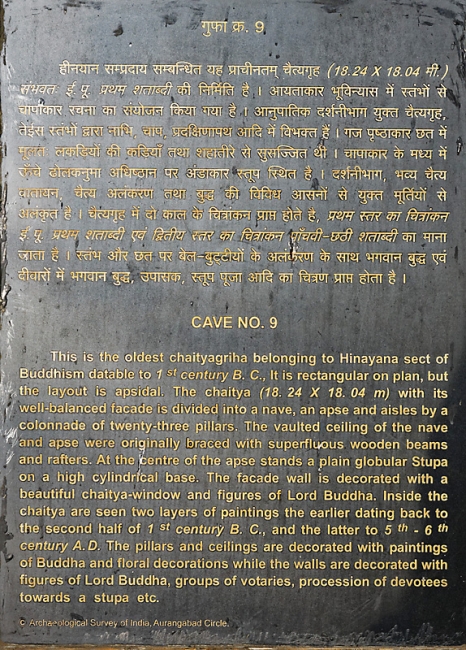 गुफा क्र. 9
हीनयान सम्प्रदाय सम्बन्धित यह प्राचीनतम् चैत्यगृह (18.24 X 18.04 मी.)
संभवतः ई.पू. प्रथम शताब्दी की निर्मिति है । आयताकार भूविन्यास में स्तंभों से
चापाकार रचना का संयोजन किया गया है । आनुपातिक दर्शनीभाग युक्त चैत्यगृह,
तेईस स्तंभों द्वारा नाभि, चाप, प्रदक्षिणापथ आदि में विभक्त हैं । गज पृष्ठाकार छत में
मूलतः लकडियों की कड़ियाँ तथा शहातीरे से सुसज्जित थी । चापाकार के मध्य में
ऊँचे ढोलकनुमा अधिष्ठान पर अंडाकार स्तूप स्थित है । दर्शनीभाग, भव्य चैत्य
वातायन, चैत्य अलंकरण तथा बुद्ध की विविध आसनों से युक्त मूर्तियों से
अलंकृत है । चैत्यगृह में दो काल के चित्रांकन प्राप्त होते है, प्रथम स्तर का चित्रांकन
ई.पू. प्रथम शताब्दी एवं द्वितीय स्तर का चित्रांकन पाँचवी-छठी शताब्दी का माना
जाता है । स्तंभ और छत पर बेल-बुट्टीयों के अलंकरण के साथ भगवान बुद्ध एवं
दीवारों में भगवान बुद्ध, उपासक, स्तूप पूजा आदि का चित्रण प्राप्त होता है ।
CAVE NO. 9
This is the oldest chaityagriha belonging to Hinayana sect of
Buddhism datable to 1 st century B. C., It is rectangular on plan, but
the layout is apsidal. The chaitya (18. 24 X 18. 04 m) with its
well-balanced facade is divided into a nave, an apse and aisles by a
colonnade of twenty-three pillars. The vaulted ceiling of the nave
and apse were originally braced with superfluous wooden beams
and rafters. At the centre of the apse stands a plain globular Stupa
on a high cylindrical base. The facade wall is decorated with a
beautiful chaitya-window and figures of Lord Buddha. Inside the
chaitya are seen two layers of paintings the earlier dating back to
the second half of 1 st century B. C., and the latter to 5 th - 6 th
century A.D. The pillars and ceilings are decorated with paintings
of Buddha and floral decorations while the walls are decorated with
figures of Lord Buddha, groups of votaries, procession of devotees
towards a stupa etc.
© Archaeological Survey of India, Aurangabad Circle.